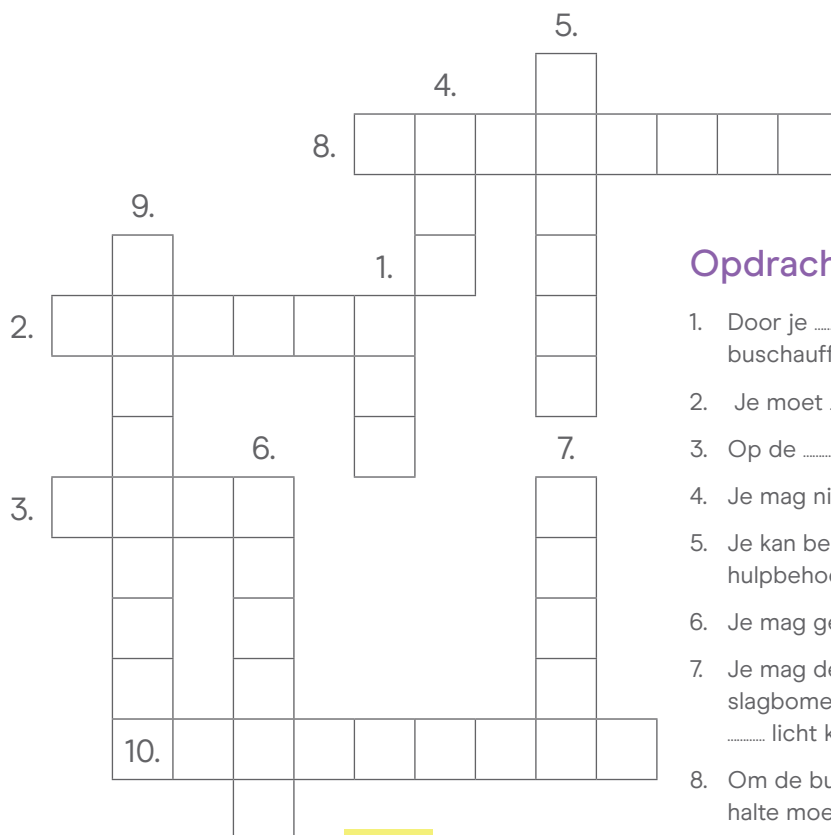 5.
4.
8.
9.
1.
2.
6.
7.
3.
10.
Opdrach
1. Door je ........
buschauff
2. Je moet
3. Op de ........
4. Je mag ni
5. Je kan be
hulpbeho
6. Je mag ge
7. Je mag de
slagbome
........ licht k
8. Om de bu
halte moe